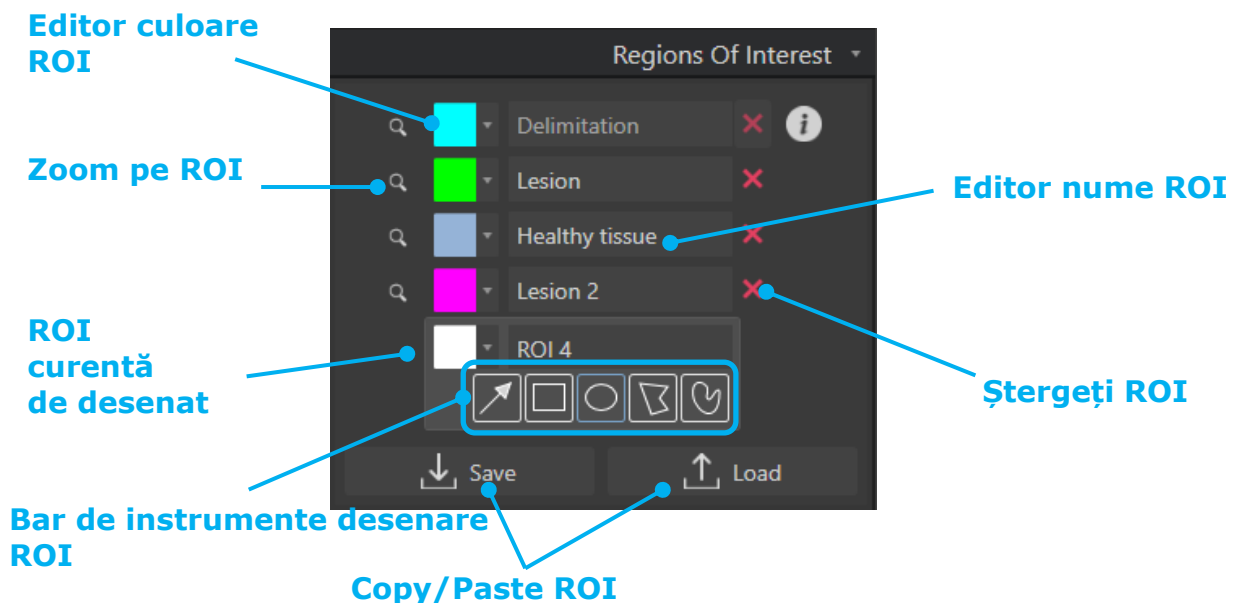 Editor culoare
ROI
Regions Of Interest
Delimitation
i
Zoom pe ROI
Lesion
Editor nume ROI
Healthy tissue
Lesion 2
ROI
curentă
de desenat
ROI 4
Ștergeți ROI
Save
Load
Bar de instrumente desenare
ROI
Copy/Paste ROI